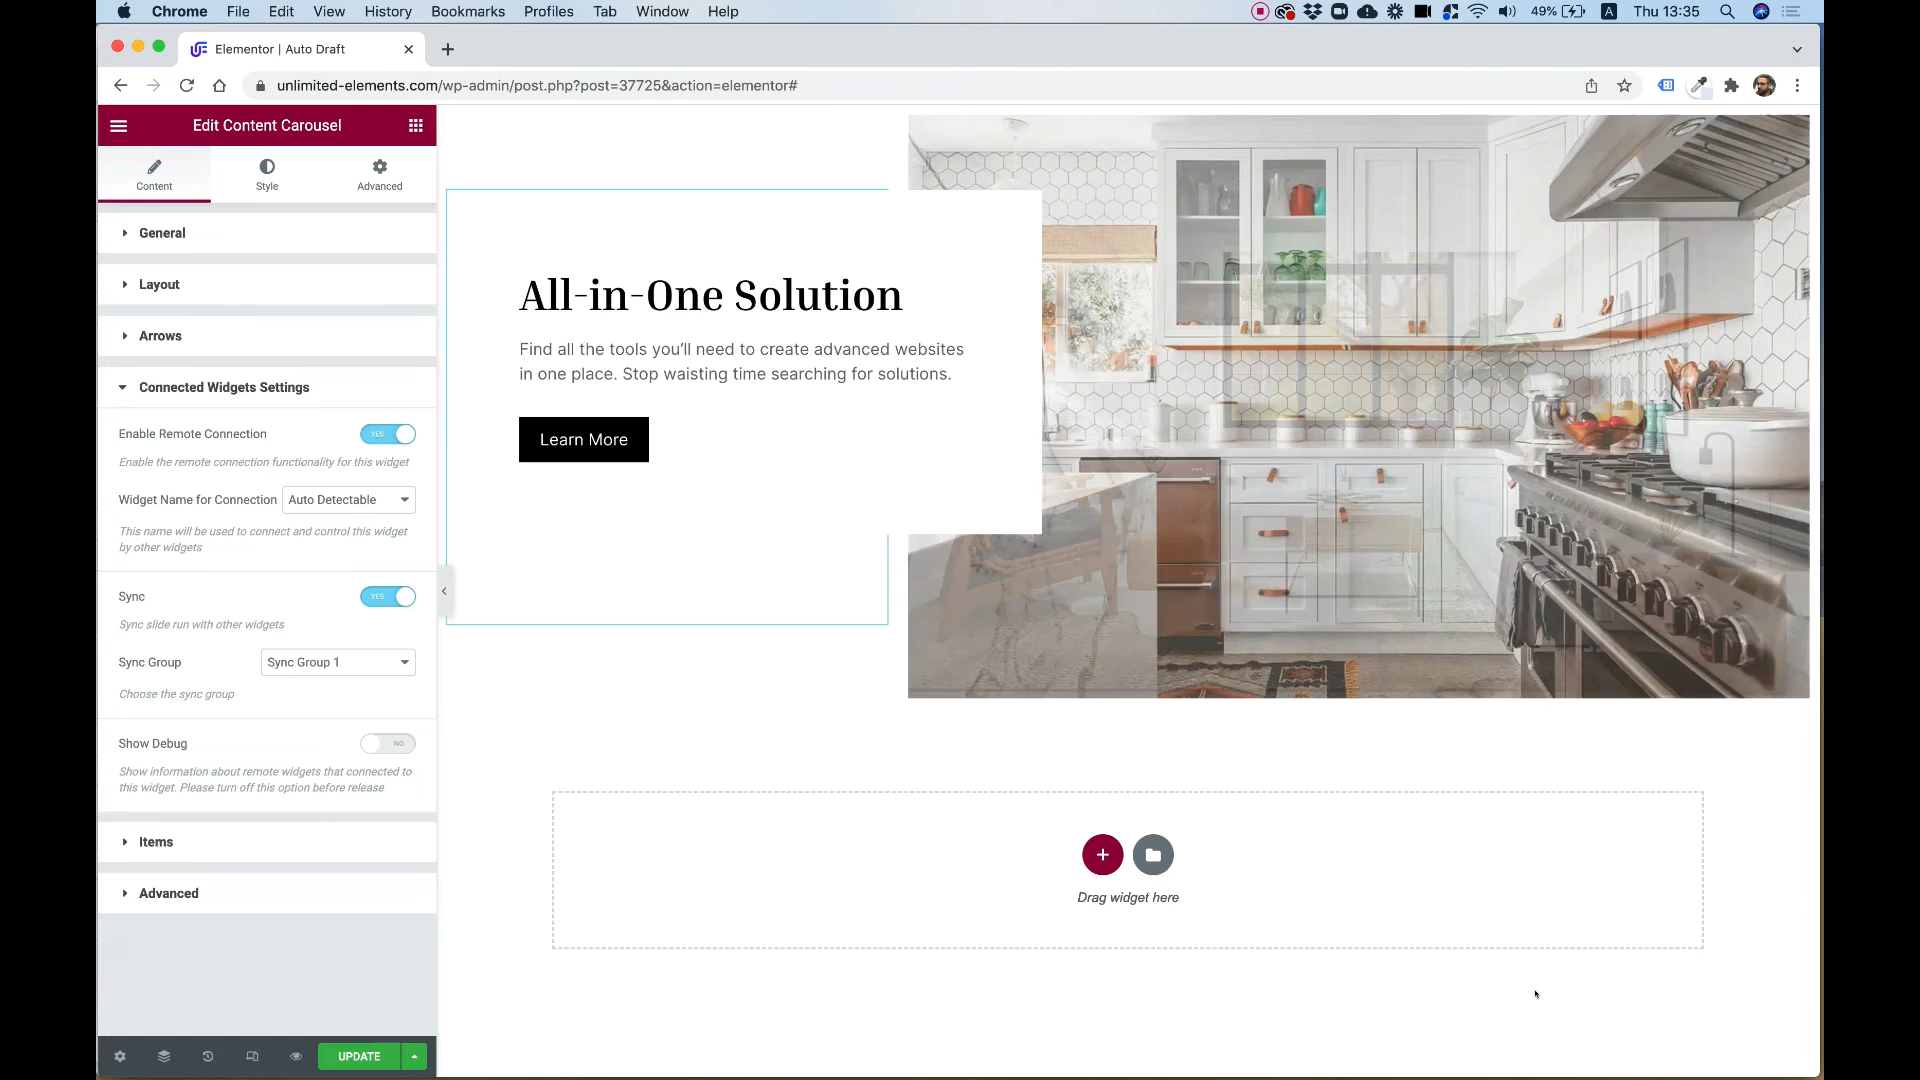 Chrome File Edit View History Bookmarks Profiles Tab Window Help 49% A Thu 13:35
Elementor | Auto Draft
unlimited-elements.com/wp-admin/post.php?post=37725&action=elementor#
Edit Content Carousel
Content Style Advanced
General
Layout
Arrows
Connected Widgets Settings
Enable Remote Connection YES
Enable the remote connection functionality for this widget
Widget Name for Connection Auto Detectable
This name will be used to connect and control this widget
by other widgets
Sync YES
Sync slide run with other widgets
Sync Group Sync Group 1
Choose the sync group
Show Debug NO
Show information about remote widgets that connected to
this widget. Please turn off this option before release
Items
Advanced
UPDATE
All-in-One Solution
Find all the tools you’ll need to create advanced websites
in one place. Stop waisting time searching for solutions.
Learn More
Drag widget here